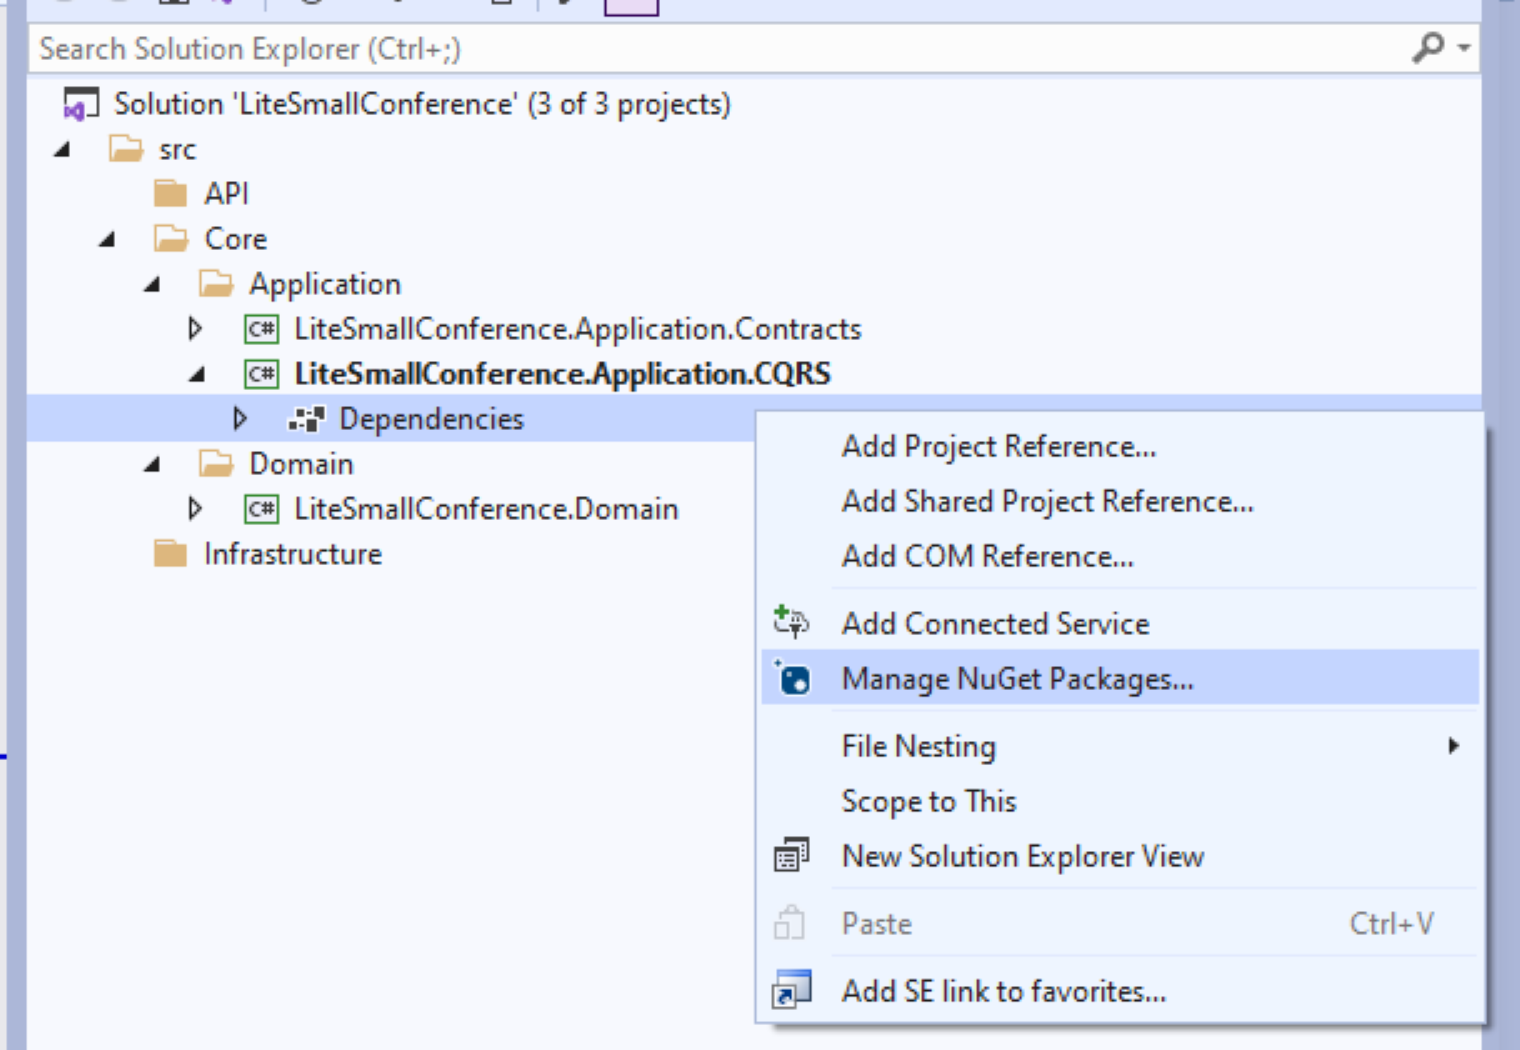 Search Solution Explorer (Ctrl+;)
Solution 'LiteSmallConference' (3 of 3 projects)
src
API
Core
Application
C# LiteSmallConference.Application.Contracts
C# LiteSmallConference.Application.CQRS
Dependencies
Domain
C# LiteSmallConference.Domain
Infrastructure
Add Project Reference...
Add Shared Project Reference...
Add COM Reference...
Add Connected Service
Manage NuGet Packages...
File Nesting
Scope to This
New Solution Explorer View
Paste Ctrl+V
Add SE link to favorites...